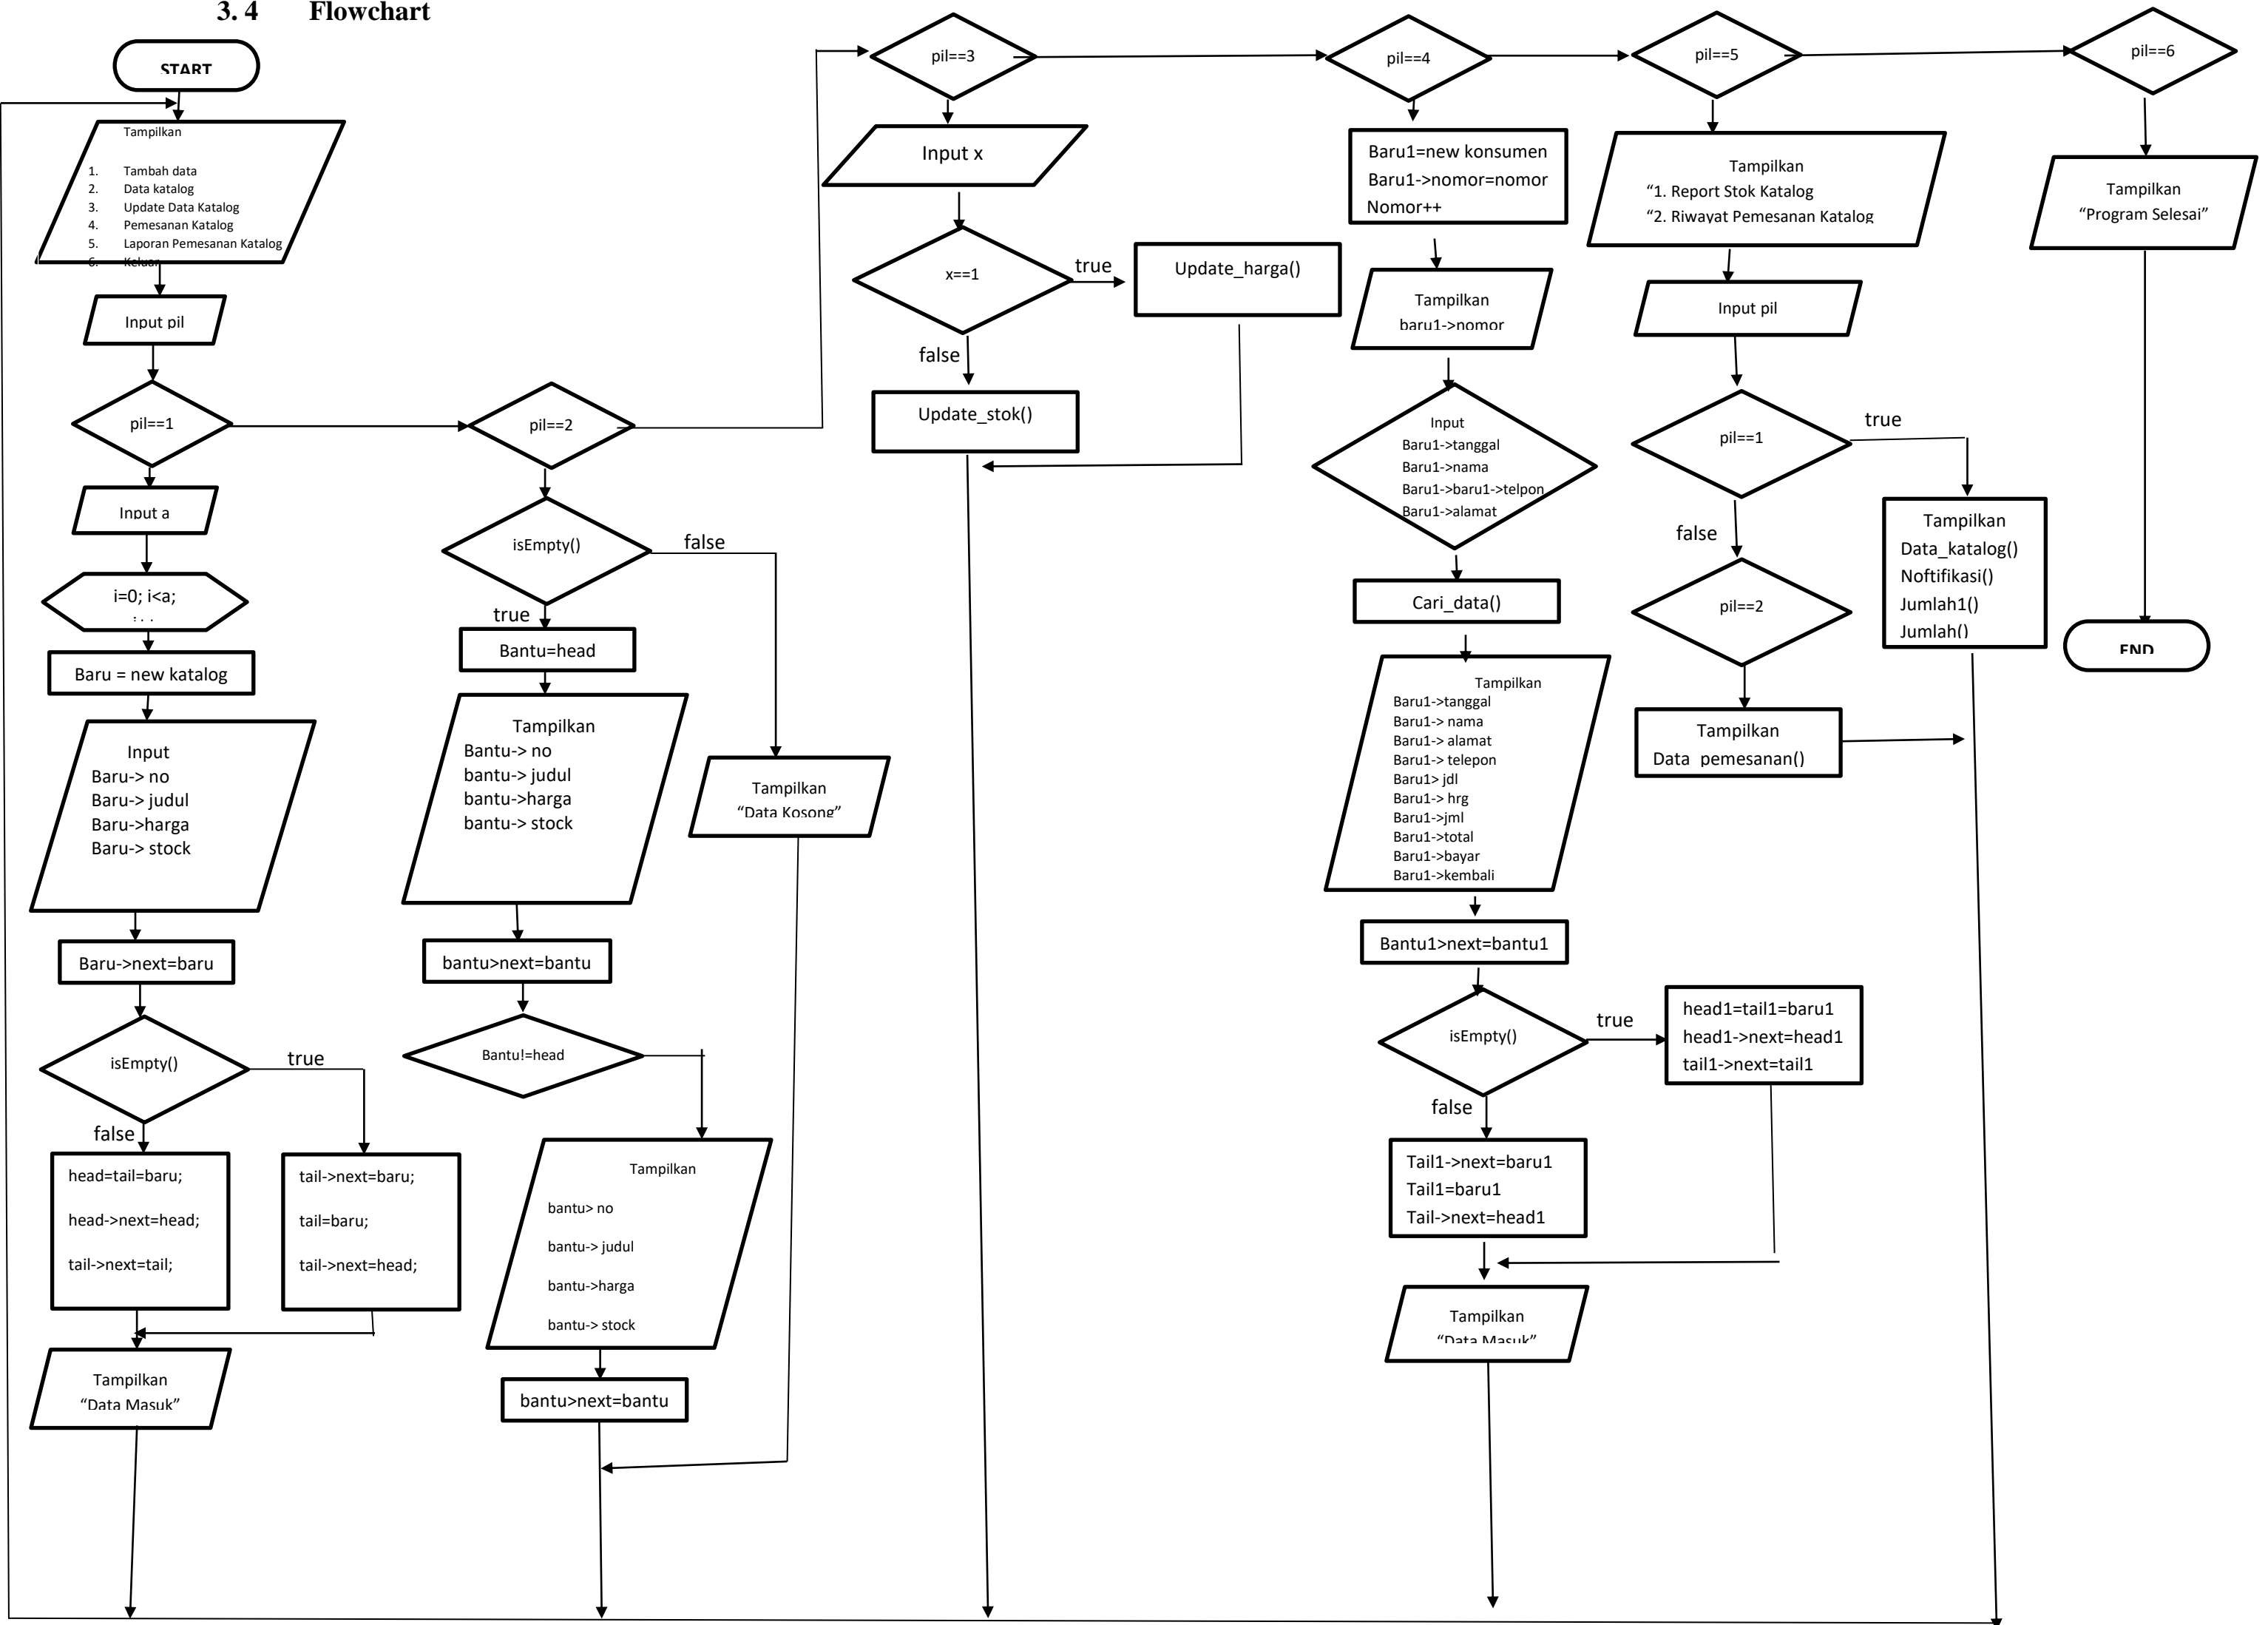 3. 4 Flowchart
START
Tampilkan
1. Tambah data
2. Data katalog
3. Update Data Katalog
4. Pemesanan Katalog
5. Laporan Pemesanan Katalog
6. Keluar
Input pil
pil==1
Input a
i=0; i<a;
Baru = new katalog
Input
Baru-> no
Baru-> judul
Baru->harga
Baru-> stock
Baru->next=baru
isEmpty()
true
false
head=tail=baru;
head->next=head;
tail->next=tail;
tail->next=baru;
tail=baru;
tail->next=head;
Tampilkan
“Data Masuk”
pil==2
isEmpty()
false
true
Bantu=head
Tampilkan
Bantu-> no
bantu-> judul
bantu->harga
bantu-> stock
Tampilkan
“Data Kosong”
bantu>next=bantu
Bantu!=head
Tampilkan
bantu> no
bantu-> judul
bantu->harga
bantu-> stock
bantu>next=bantu
pil==3
Input x
x==1
true
Update_harga()
false
Update_stok()
pil==4
Baru1=new konsumen
Baru1->nomor=nomor
Nomor++
Tampilkan
baru1->nomor
Input
Baru1->tanggal
Baru1->nama
Baru1->baru1->telpon
Baru1->alamat
Cari_data()
Tampilkan
Baru1->tanggal
Baru1-> nama
Baru1-> alamat
Baru1-> telepon
Baru1> jdl
Baru1-> hrg
Baru1->jml
Baru1->total
Baru1->bayar
Baru1->kembali
Bantu1>next=bantu1
isEmpty()
true
head1=tail1=baru1
head1->next=head1
tail1->next=tail1
false
Tail1->next=baru1
Tail1=baru1
Tail->next=head1
Tampilkan
“Data Masuk”
pil==5
Tampilkan
“1. Report Stok Katalog
“2. Riwayat Pemesanan Katalog
Input pil
pil==1
true
false
Tampilkan
Data_katalog()
Noftifikasi()
Jumlah1()
Jumlah()
pil==2
Tampilkan
Data_pemesanan()
pil==6
Tampilkan
“Program Selesai”
END